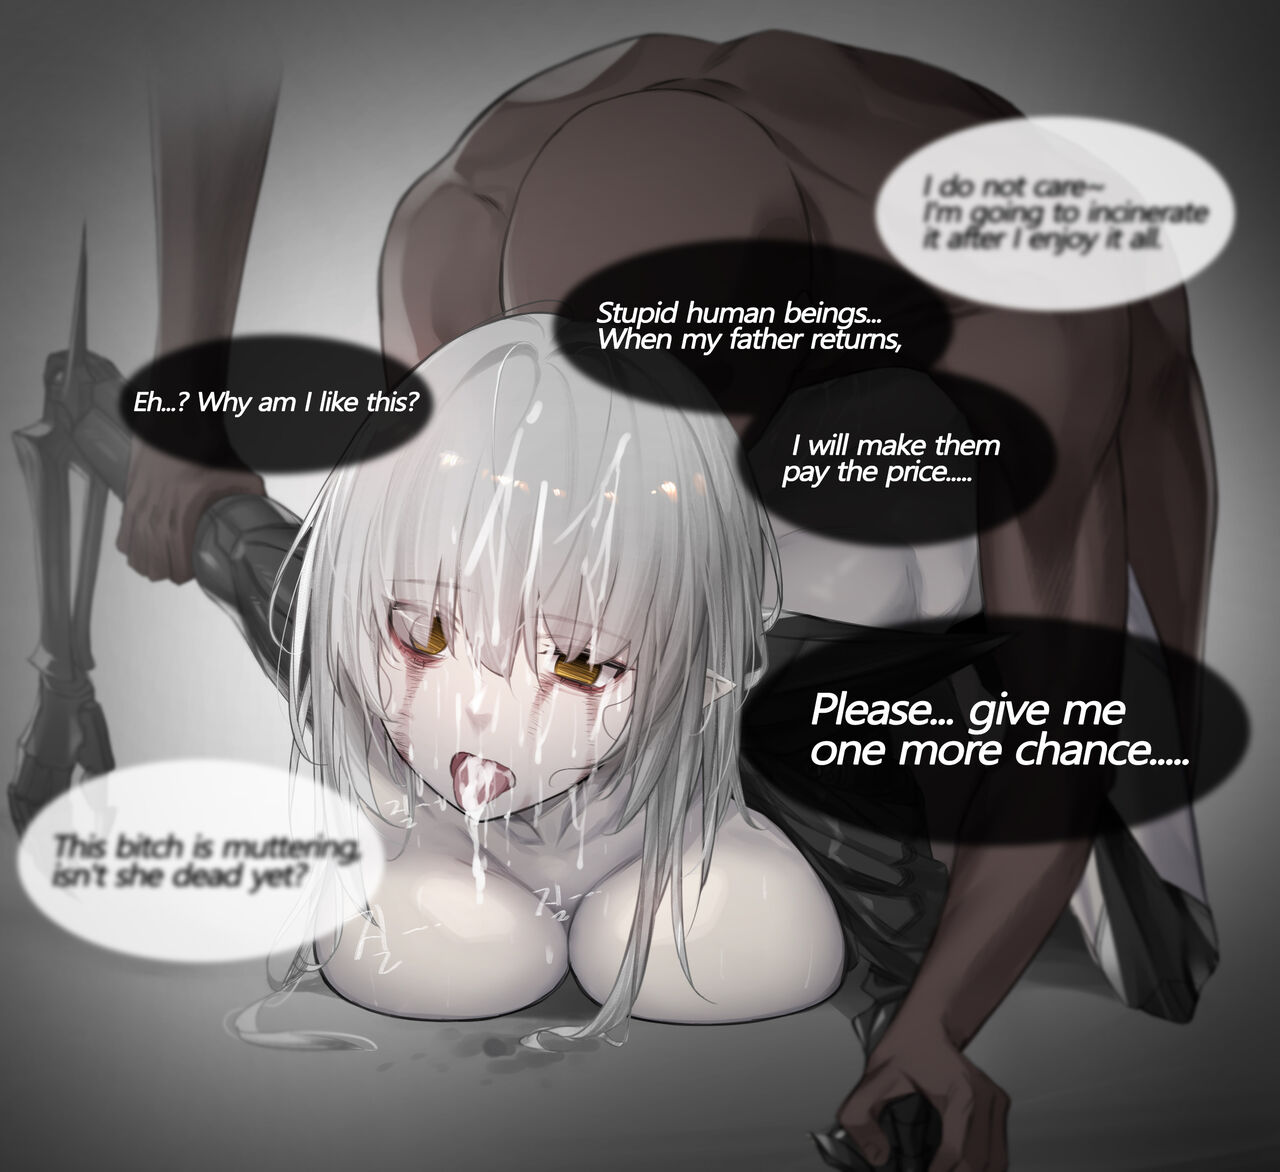 I do not care~
I'm going to incinerate
it after I enjoy it all.
Stupid human beings...
When my father returns,
Eh...? Why am I like this?
I will make them
pay the price.....
Please... give me
one more chance.....
This bitch is muttering,
isn't she dead yet?